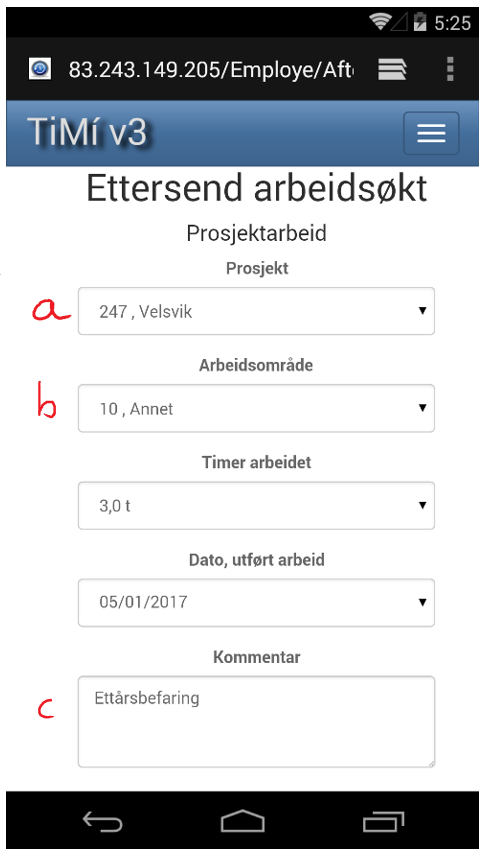 5:25
83.243.149.205/Employe/Afte
TiMí v3
Ettersend arbeidsøkt
Prosjektarbeid
Prosjekt
a 247 , Velsvik
Arbeidsområde
b 10 , Annet
Timer arbeidet
3,0 t
Dato, utført arbeid
05/01/2017
Kommentar
c Ettårsbefaring